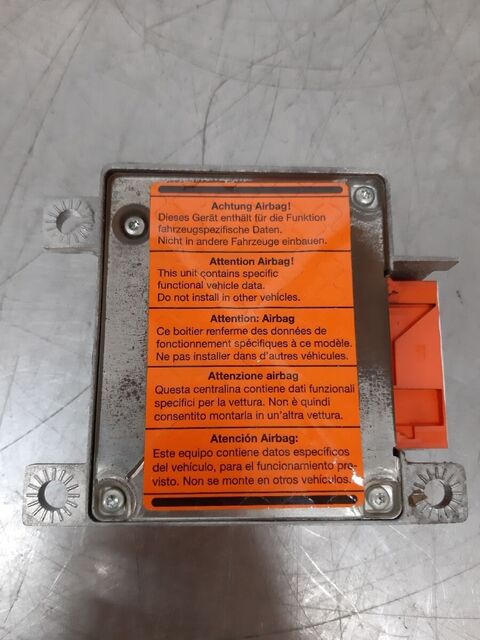 Achtung Airbag!
Dieses Gerät enthält für die Funktion
fahrzeugspezifische Daten.
Nicht in andere Fahrzeuge einbauen.
Attention Airbag!
This unit contains specific
functional vehicle data.
Do not install in other vehicles.
Attention: Airbag
Ce boitier renferme des données de
fonctionnement spécifiques à ce modèle.
Ne pas installer dans d'autres véhicules.
Attenzione airbag
Questa centralina contiene dati funzionali
specifici per la vettura. Non è quindi
consentito montarla in un'altra vettura.
Atención Airbag:
Este equipo contiene datos específicos
del vehículo, para el funcionamiento pre-
visto. Non se monte en otros vehículos.